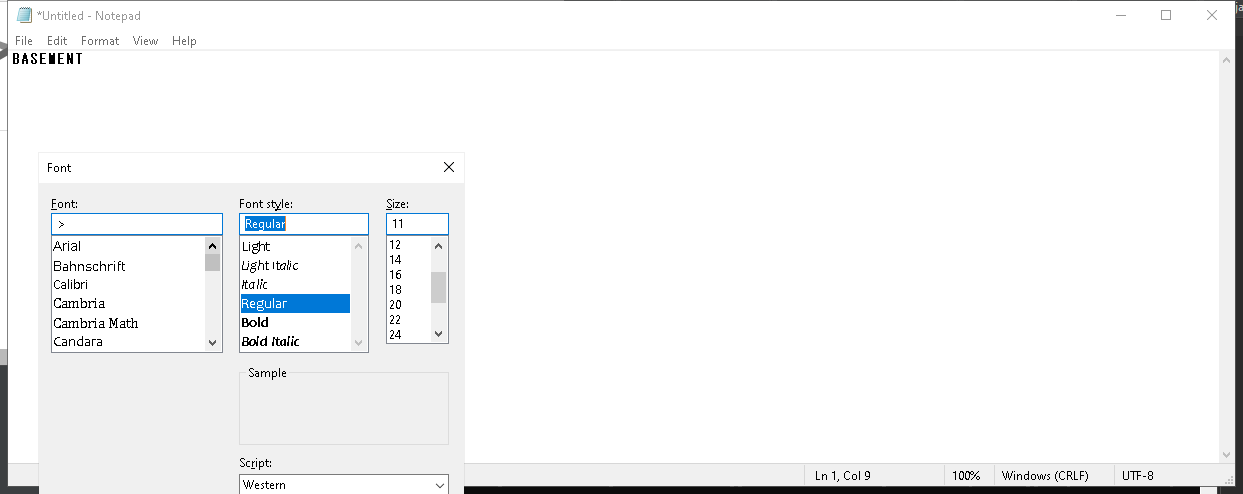 *Untitled - Notepad
File Edit Format View Help
BASEMENT
Font
Font: Font style: Size:
> Regular 11
Arial Light 12
Bahnschrift Light Italic 14
Calibri Italic 16
Cambria Regular 18
Cambria Math Bold 20
Candara Bold Italic 22
24
Sample
Script:
Western
Ln 1, Col 9 100% Windows (CRLF) UTF-8